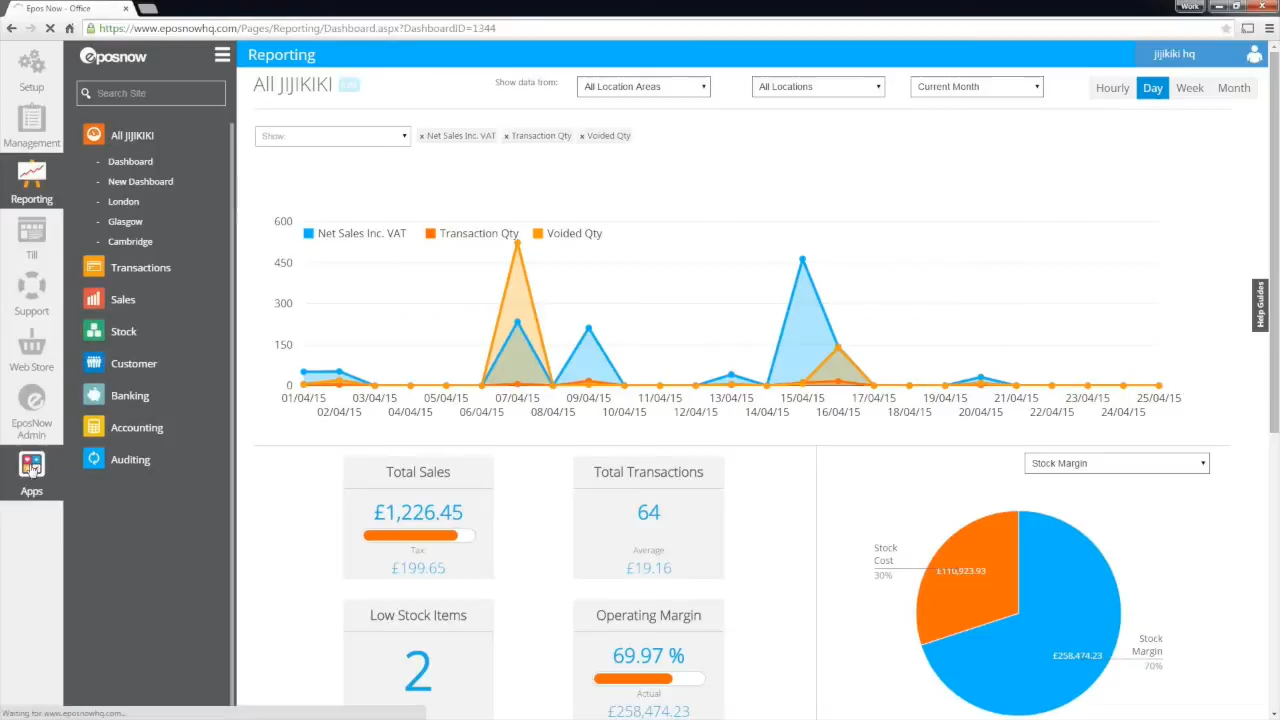 Epos Now - Office
Work
https://www.eposnowhq.com/Pages/Reporting/Dashboard.aspx?DashboardID=1344
Setup
Management
Reporting
Till
Support
Web Store
EposNow
Admin
Apps
eposnow
Search Site
All JIJIKIKI
- Dashboard
- New Dashboard
- London
- Glasgow
- Cambridge
Transactions
Sales
Stock
Customer
Banking
Accounting
Auditing
Reporting
jijikiki hq
All JIJIKIKI
Show data from:
All Location Areas
All Locations
Current Month
Hourly Day Week Month
Show:
x Net Sales Inc. VAT x Transaction Qty x Voided Qty
600
Net Sales Inc. VAT Transaction Qty Voided Qty
450
300
150
0
01/04/15 03/04/15 05/04/15 07/04/15 09/04/15 11/04/15 13/04/15 15/04/15 17/04/15 19/04/15 21/04/15 23/04/15 25/04/15
02/04/15 04/04/15 06/04/15 /04/15 10/04/15 12/04/15 14/04/15 16/04/15 18/04/15 20/04/15 22/04/15 24/04/15
Help Guides
Total Sales
£1,226.45
Tax:
£199.65
Total Transactions
64
Average
£19.16
Low Stock Items
2
Operating Margin
69.97 %
Actual
£258,474.23
Stock Margin
Stock
Cost
30%
£110,923.93
£258,474.23
Stock
Margin
70%
Waiting for www.eposnowhq.com...